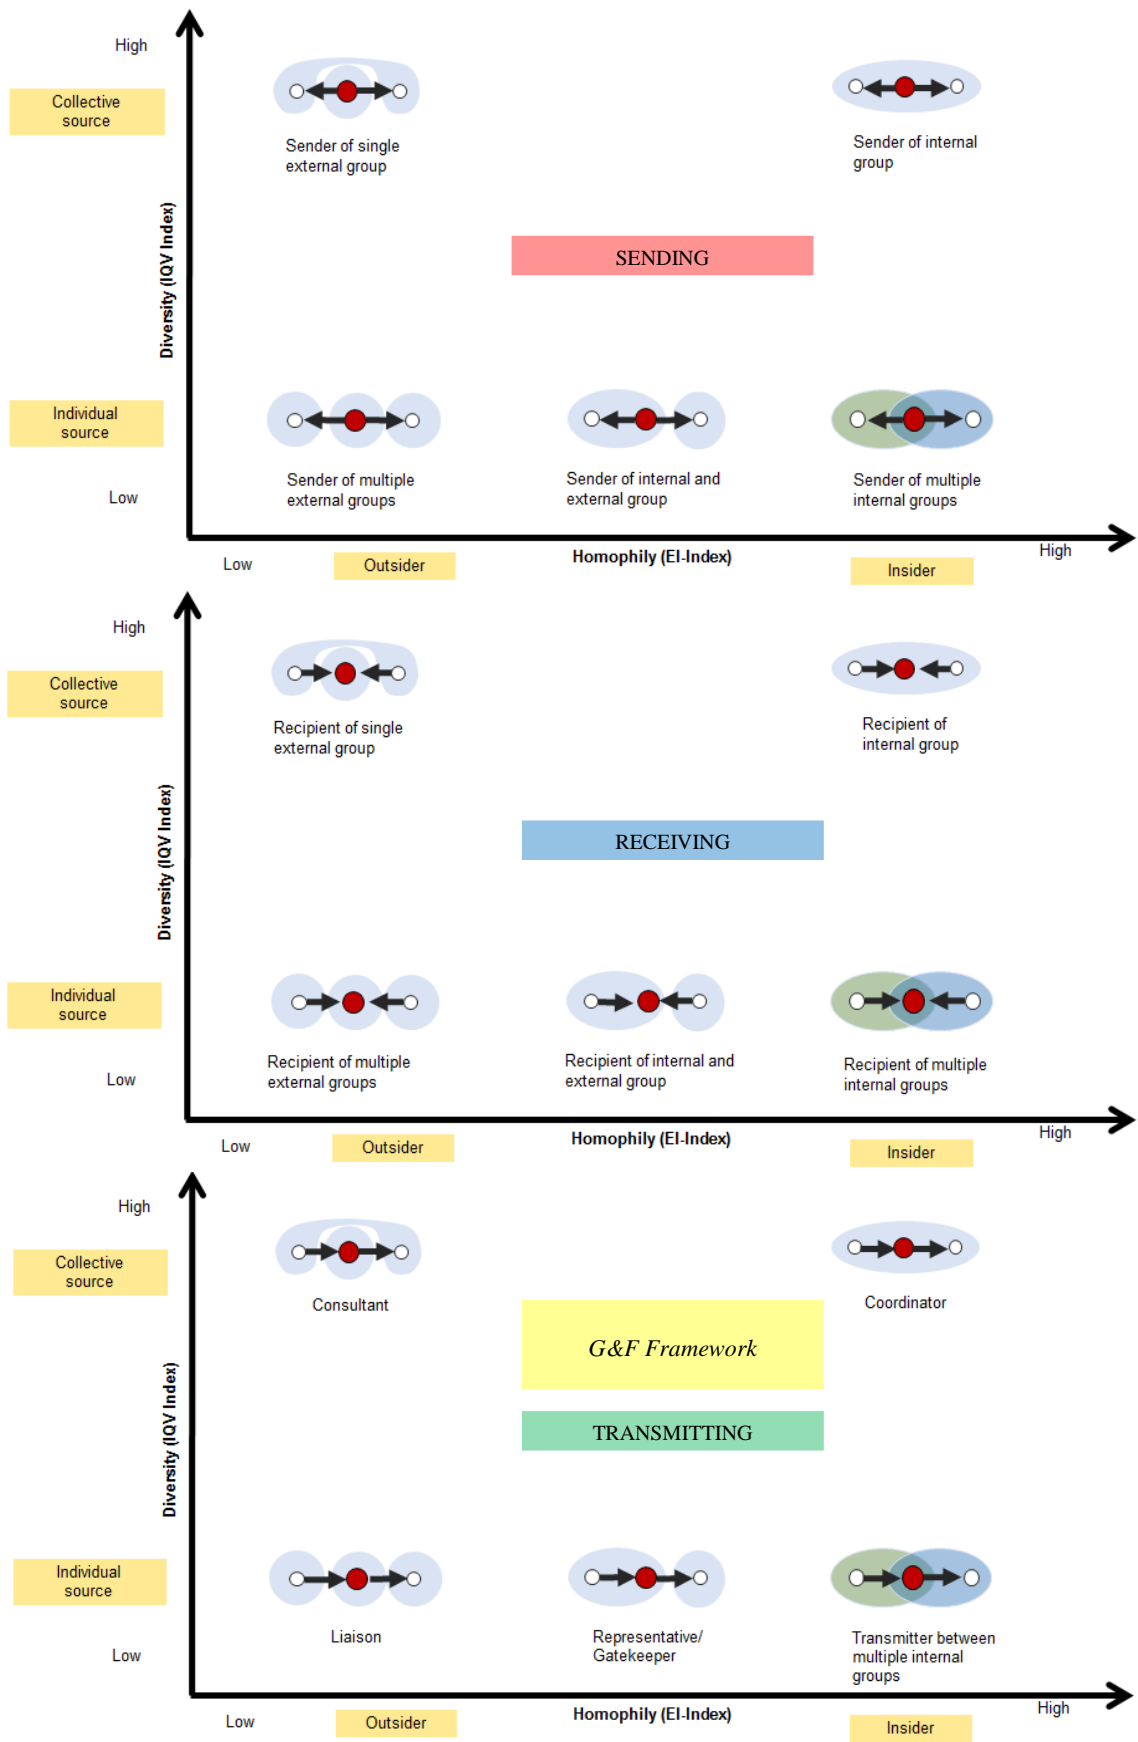 High
Collective
source
Sender of single
external group
Sender of internal
group
Diversity (IQV Index)
SENDING
Individual
source
Low
Sender of multiple
external groups
Sender of internal and
external group
Sender of multiple
internal groups
Low
Outsider
Homophily (EI-Index)
Insider
High
High
Collective
source
Recipient of single
external group
Recipient of
internal group
Diversity (IQV Index)
RECEIVING
Individual
source
Low
Recipient of multiple
external groups
Recipient of internal and
external group
Recipient of multiple
internal groups
Low
Outsider
Homophily (EI-Index)
Insider
High
High
Collective
source
Consultant
Coordinator
G&F Framework
Diversity (IQV Index)
TRANSMITTING
Individual
source
Low
Liaison
Representative/
Gatekeeper
Transmitter between
multiple internal
groups
Low
Outsider
Homophily (EI-Index)
Insider
High